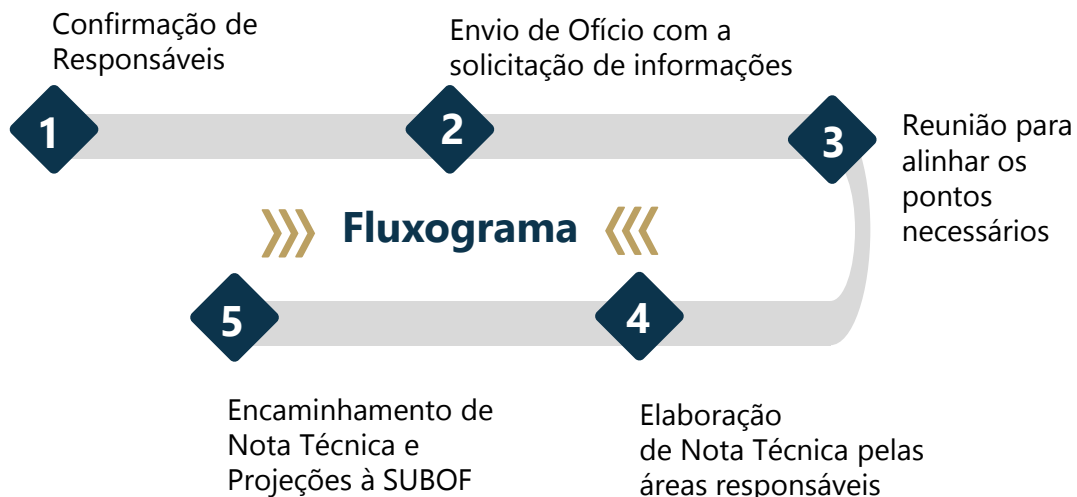 Confirmação de
Responsáveis
1
Envio de Ofício com a
solicitação de informações
2
3
Reunião para
alinhar os
pontos
necessários
Fluxograma
4
Elaboração
de Nota Técnica pelas
áreas responsáveis
5
Encaminhamento de
Nota Técnica e
Projeções à SUBOF